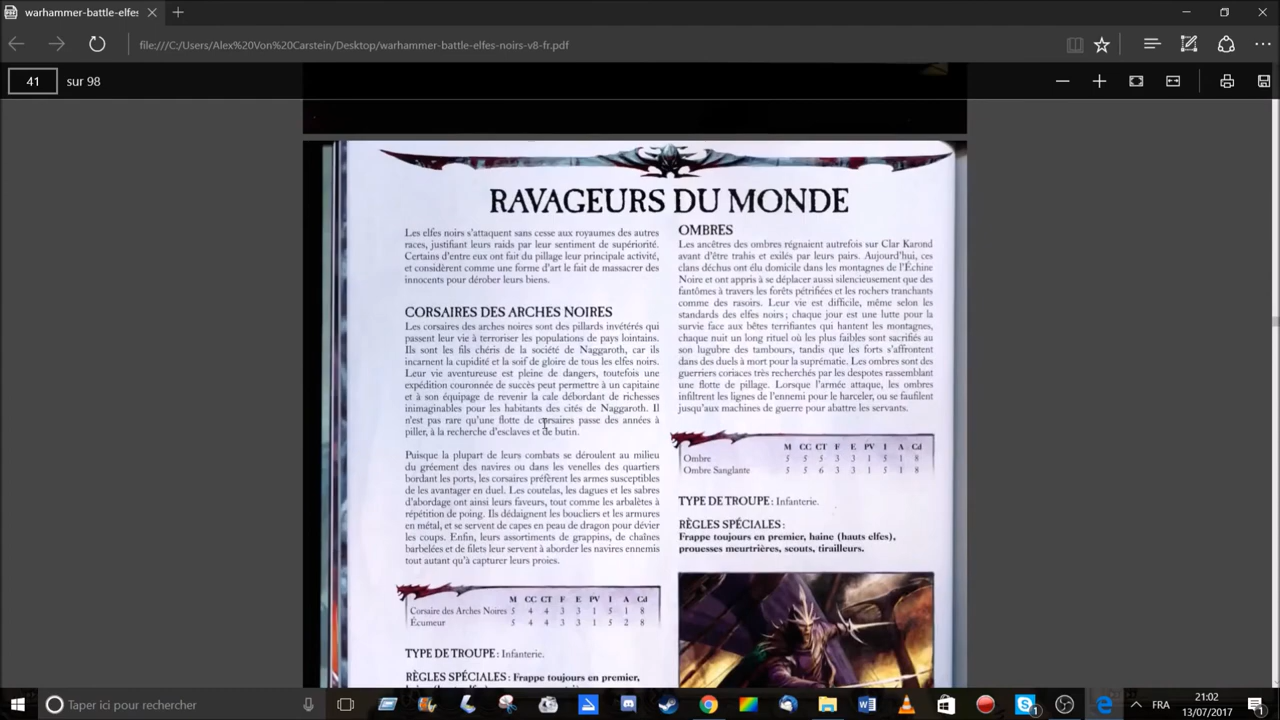 warhammer-battle-elfes
file:///C:/Users/Alex%20Von%20Carstein/Desktop/warhammer-battle-elfes-noirs-v8-fr.pdf
41 sur 98
RAVAGEURS DU MONDE
Les elfes noirs s'attaquent sans cesse aux royaumes des autres
races, justifiant leurs raids par leur sentiment de supériorité.
Certains d'entre eux ont fait du pillage leur principale activité,
et considèrent comme une forme d'art le fait de massacrer des
innocents pour dérober leurs biens.
CORSAIRES DES ARCHES NOIRES
Les corsaires des arches noires sont des pillards invétérés qui
passent leur vie à terroriser les populations de pays lointains.
Ils sont les fils chéris de la société de Naggaroth, car ils
incarnent la cupidité et la soif de gloire de tous les elfes noirs.
Leur vie aventureuse est pleine de dangers, toutefois une
expédition couronnée de succès peut permettre à un capitaine
et à son équipage de revenir la cale débordant de richesses
inimaginables pour les habitants des cités de Naggaroth. Il
n'est pas rare qu'une flotte de corsaires passe des années à
piller, à la recherche d'esclaves et de butin.
Puisque la plupart de leurs combats se déroulent au milieu
du gréement des navires ou dans les venelles des quartiers
bordant les ports, les corsaires préfèrent les armes susceptibles
de les avantager en duel. Les coutelas, les dagues et les sabres
d'abordage ont ainsi leurs faveurs, tout comme les arbalètes à
répétition de poing. Ils dédaignent les boucliers et les armures
en métal, et se servent de capes en peau de dragon pour dévier
les coups. Enfin, leurs assortiments de grappins, de chaînes
barbelées et de filets leur servent à aborder les navires ennemis
tout autant qu'à capturer leurs proies.
M CC CT F E PV I A Cd
Corsaire des Arches Noires 5 4 4 3 3 1 5 1 8
Écumeur 5 4 4 3 3 1 5 2 8
TYPE DE TROUPE : Infanterie.
RÈGLES SPÉCIALES : Frappe toujours en premier,
OMBRES
Les ancêtres des ombres régnaient autrefois sur Clar Karond
avant d'être trahis et exilés par leurs pairs. Aujourd'hui, ces
clans déchus ont élu domicile dans les montagnes de l'Échine
Noire et ont appris à se déplacer aussi silencieusement que des
fantômes à travers les forêts pétrifiées et les rochers tranchants
comme des rasoirs. Leur vie est difficile, même selon les
standards des elfes noirs ; chaque jour est une lutte pour la
survie face aux bêtes terrifiantes qui hantent les montagnes,
chaque nuit un long rituel où les plus faibles sont sacrifiés au
son lugubre des tambours, tandis que les forts s'affrontent
dans des duels à mort pour la suprématie. Les ombres sont des
guerriers coriaces très recherchés par les despotes rassemblant
une flotte de pillage. Lorsque l'armée attaque, les ombres
infiltrent les lignes de l'ennemi pour le harceler, ou se faufilent
jusqu'aux machines de guerre pour abattre les servants.
M CC CT F E PV I A Cd
Ombre 5 5 5 3 3 1 5 1 8
Ombre Sanglante 5 5 6 3 3 1 5 1 8
TYPE DE TROUPE : Infanterie.
RÈGLES SPÉCIALES :
Frappe toujours en premier, haine (hauts elfes),
prouesses meurtrières, scouts, tirailleurs.
Taper ici pour rechercher
FRA
21:02
13/07/2017